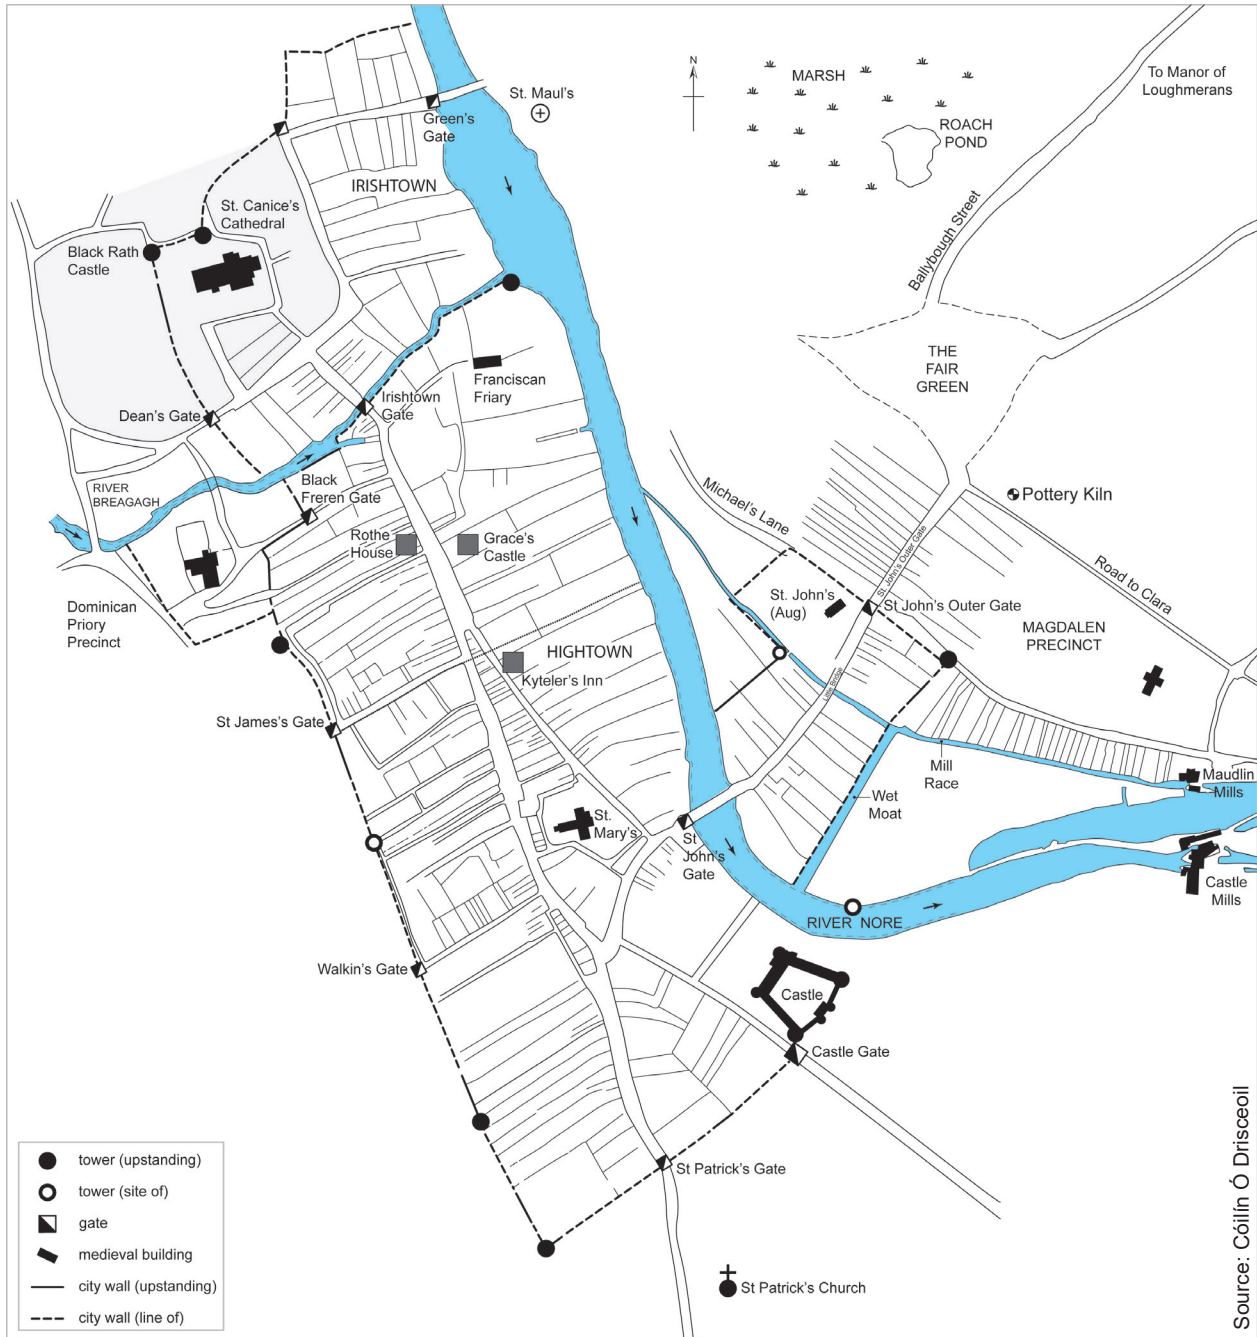 N
MARSH
To Manor of
Loughmerans
St. Maul's
Green's
Gate
ROACH
POND
IRISHTOWN
St. Canice's
Cathedral
Black Rath
Castle
Ballybough Street
THE
FAIR
GREEN
Franciscan
Friary
Irishtown
Gate
Dean's Gate
RIVER
BREAGAGH
Black
Freren Gate
Michael's Lane
Pottery Kiln
Rothe
House
Grace's
Castle
St. John's Outer Gate
Road to Clara
St. John's
(Aug)
St John's Outer Gate
Dominican
Priory
Precinct
MAGDALEN
PRECINCT
HIGHTOWN
Kyteler's Inn
Little Bridge
St James's Gate
Mill
Race
Maudlin
Mills
Wet
Moat
St.
Mary's
St
John's
Gate
Castle
Mills
RIVER NORE
Walkin's Gate
Castle
Castle Gate
St Patrick's Gate
St Patrick's Church
tower (upstanding)
tower (site of)
gate
medieval building
city wall (upstanding)
city wall (line of)
Source: Cóilín Ó Drisceoil